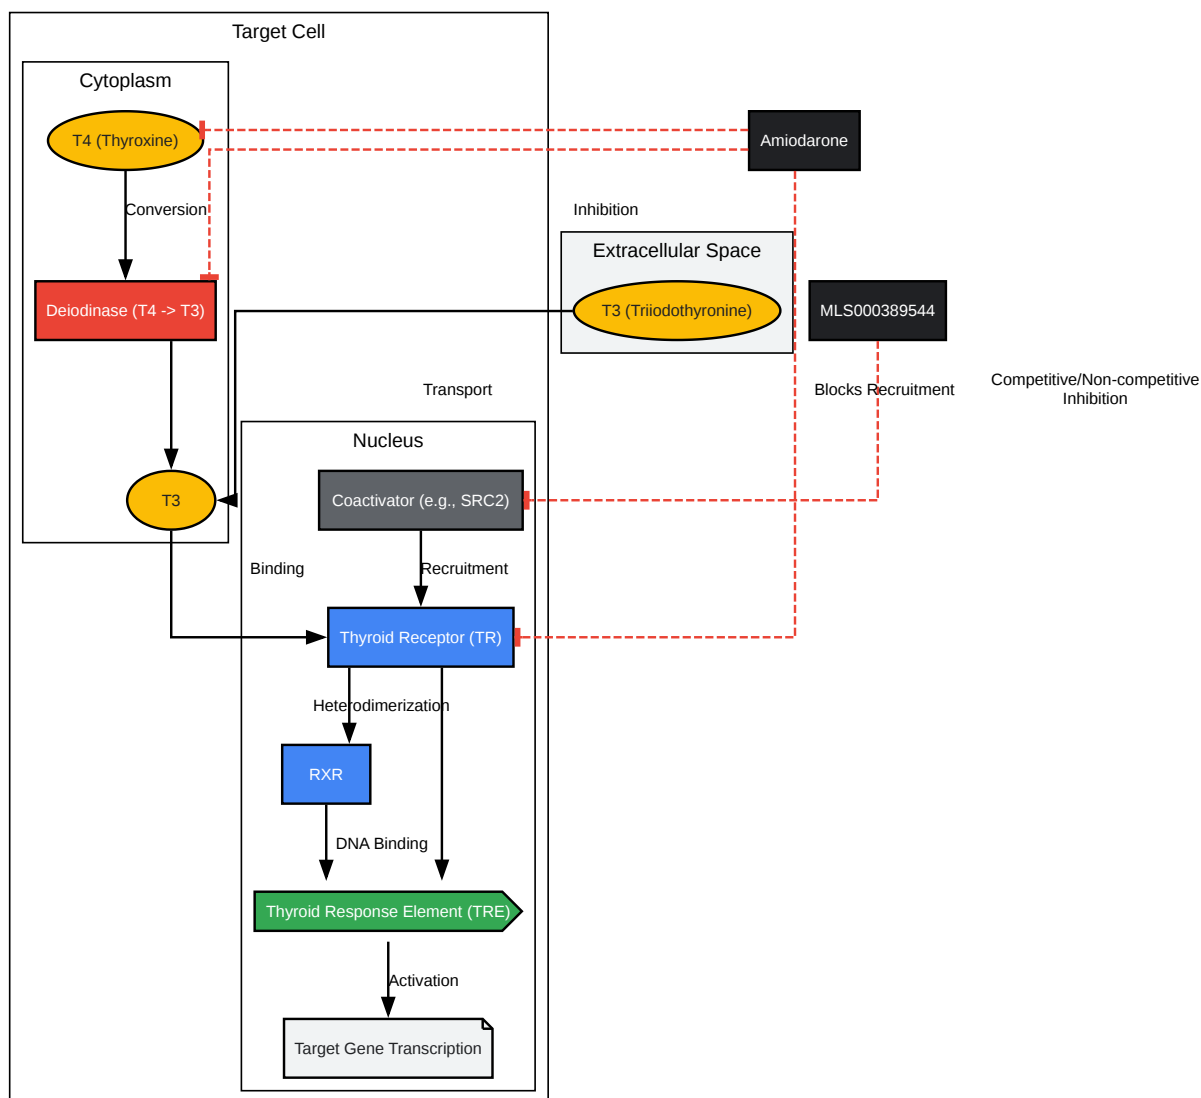 Target Cell
Cytoplasm
T4 (Thyroxine)
Amiodarone
Conversion
Inhibition
Extracellular Space
Deiodinase (T4 -> T3)
T3 (Triiodothyronine)
MLS000389544
Transport
Blocks Recruitment
Competitive/Non-competitive
Inhibition
Nucleus
T3
Coactivator (e.g., SRC2)
Binding
Recruitment
Thyroid Receptor (TR)
Heterodimerization
RXR
DNA Binding
Thyroid Response Element (TRE)
Activation
Target Gene Transcription